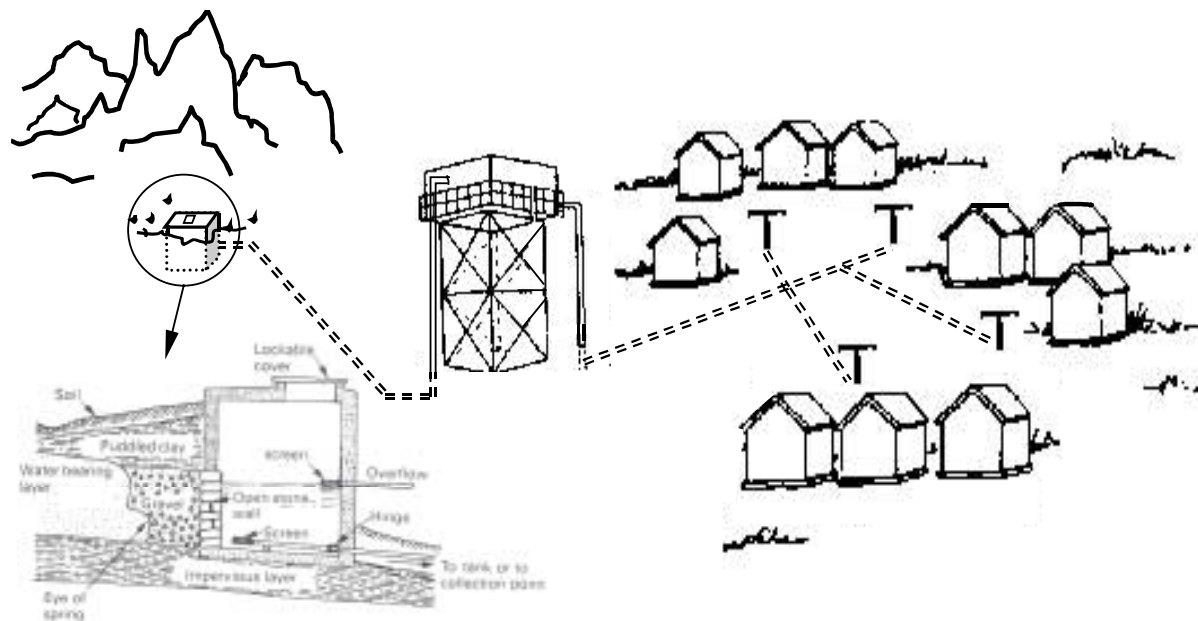 Lockable
cover
Soil
Puddled clay
screen
Water bearing
layer
Overflow
Gravel
Open stone
wall
Hinge
Screen
To tank or to
collection point
Impervious layer
Eye of
spring